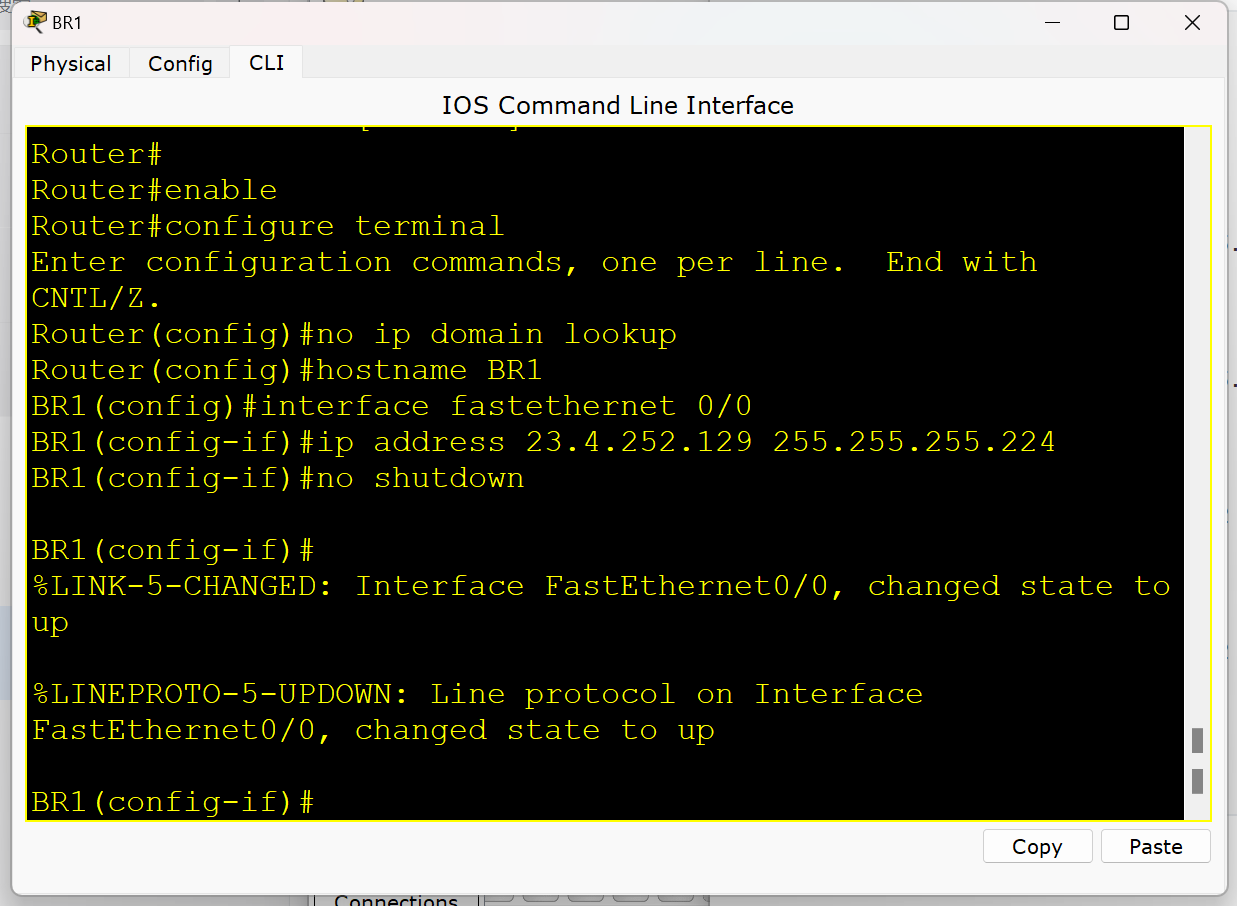 BR1
Physical Config CLI
IOS Command Line Interface
Router#
Router#enable
Router#configure terminal
Enter configuration commands, one per line.  End with
CNTL/Z.
Router(config)#no ip domain lookup
Router(config)#hostname BR1
BR1(config)#interface fastethernet 0/0
BR1(config-if)#ip address 23.4.252.129 255.255.255.224
BR1(config-if)#no shutdown
BR1(config-if)#
%LINK-5-CHANGED: Interface FastEthernet0/0, changed state to
up
%LINEPROTO-5-UPDOWN: Line protocol on Interface
FastEthernet0/0, changed state to up
BR1(config-if)#
Copy Paste
Connections